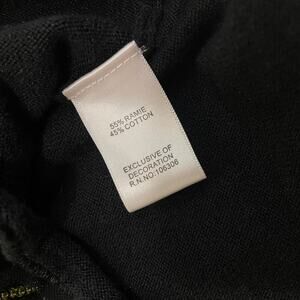 55% RAMIE
45% COTTON
EXCLUSIVE OF
DECORATION
R.N.NO:106306